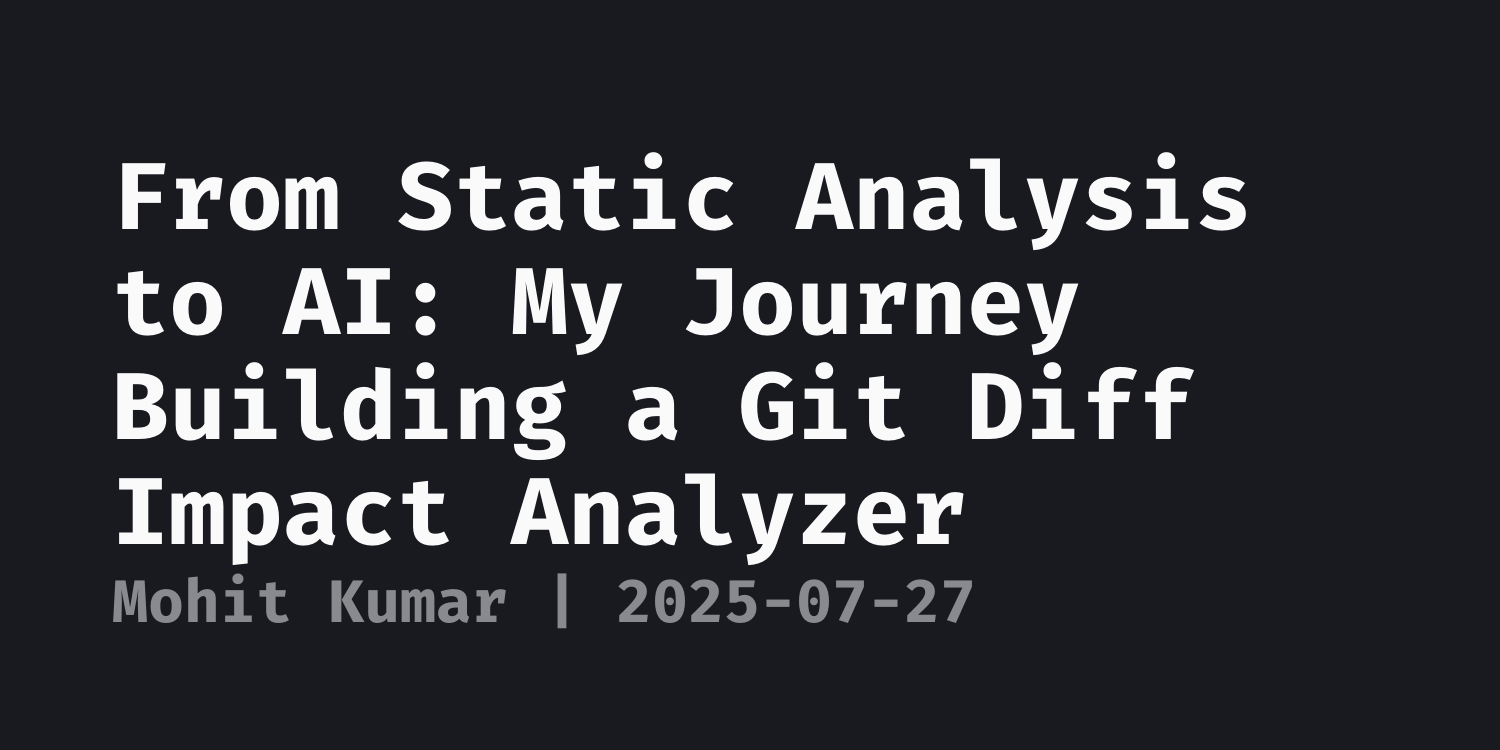 From Static Analysis
to AI: My Journey
Building a Git Diff
Impact Analyzer
Mohit Kumar | 2025-07-27